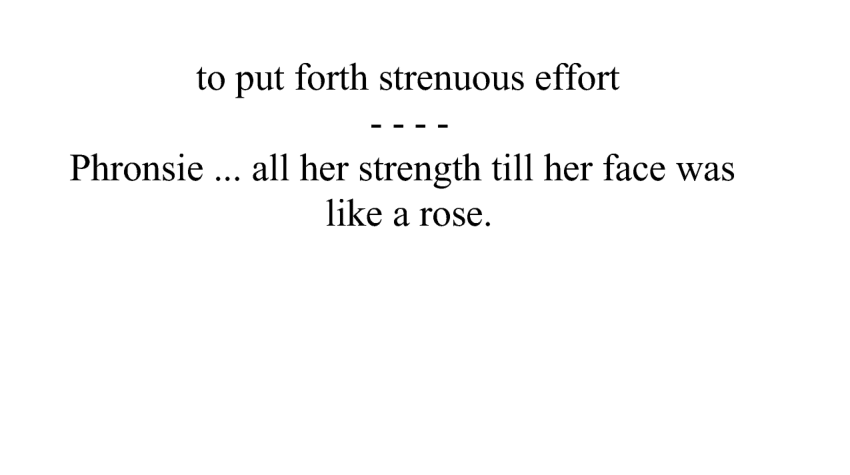 to put forth strenuous effort
- - - -
Phronsie ... all her strength till her face was
like a rose.